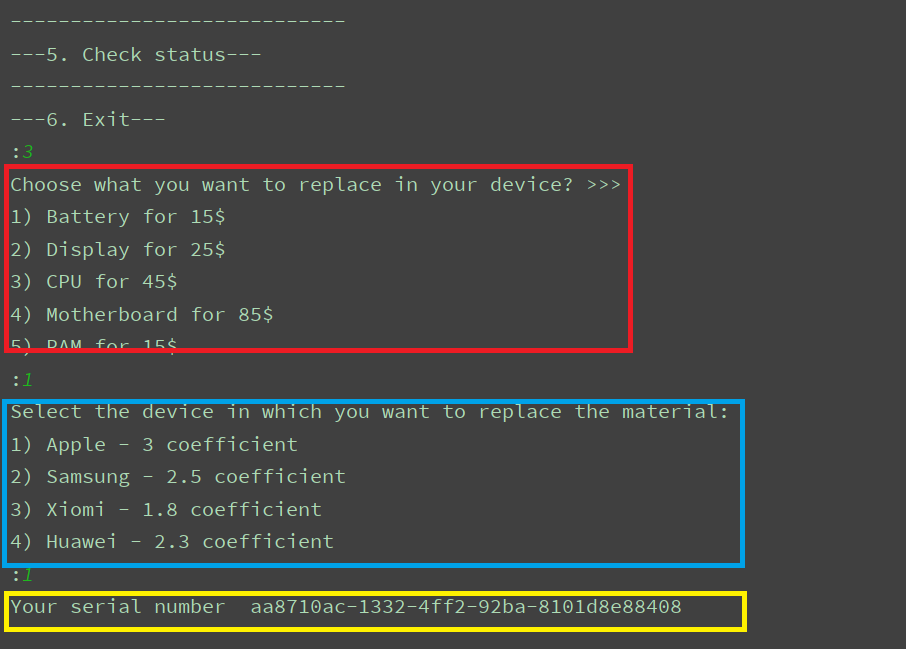 ----------------------------
---5. Check status---
----------------------------
---6. Exit---
:3
Choose what you want to replace in your device? >>>
1) Battery for 15$
2) Display for 25$
3) CPU for 45$
4) Motherboard for 85$
5) RAM for 15$
:1
Select the device in which you want to replace the material:
1) Apple - 3 coefficient
2) Samsung - 2.5 coefficient
3) Xiomi - 1.8 coefficient
4) Huawei - 2.3 coefficient
:1
Your serial number  aa8710ac-1332-4ff2-92ba-8101d8e88408